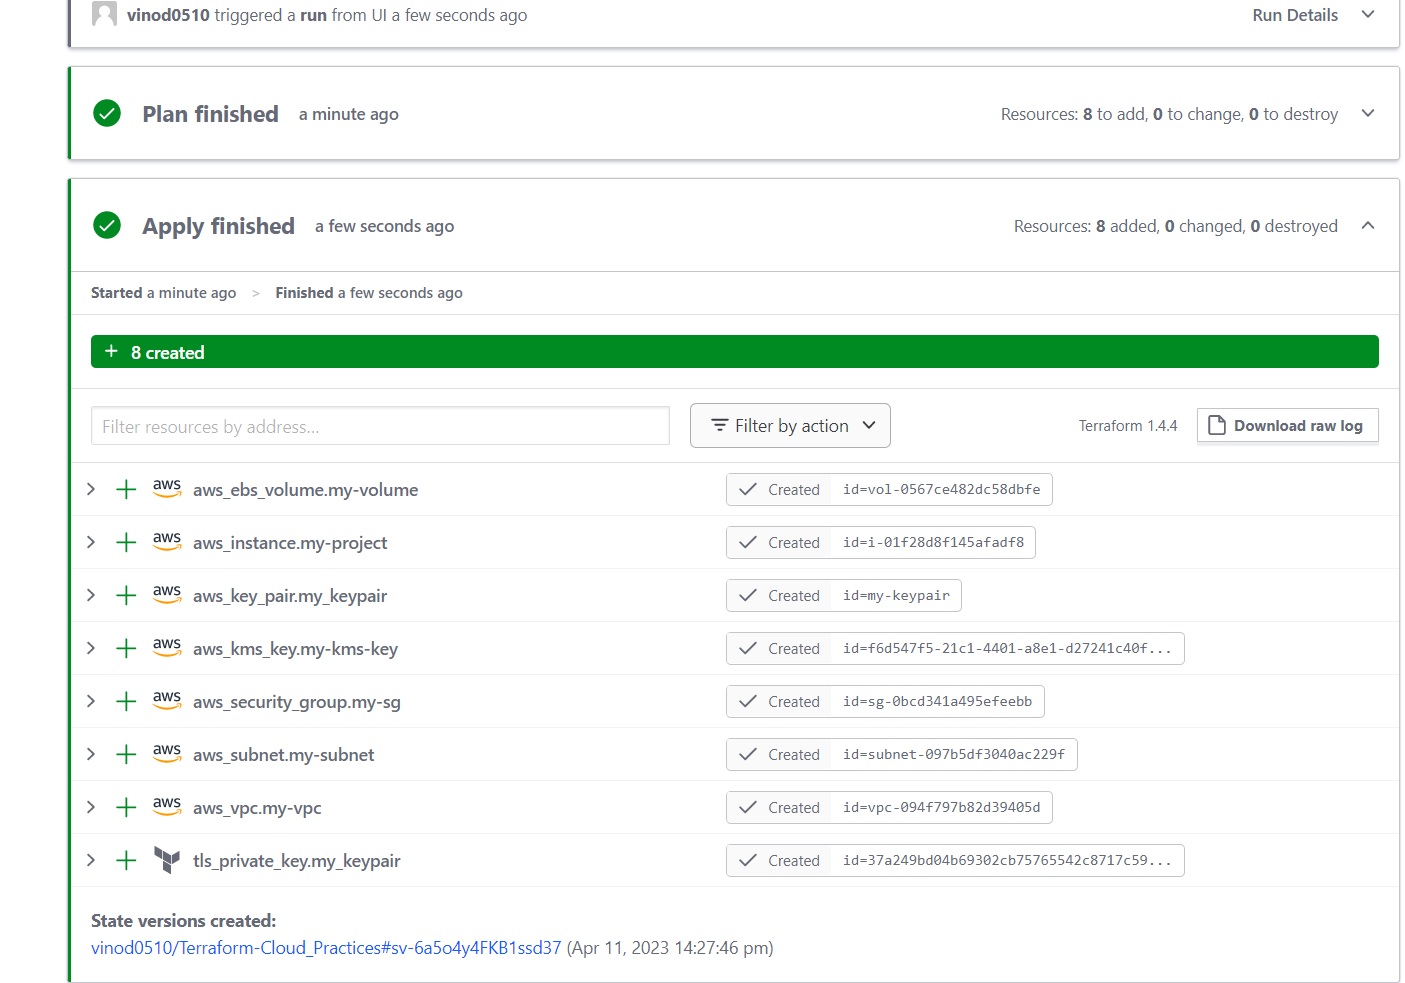 vinod0510 triggered a run from UI a few seconds ago Run Details
Plan finished a minute ago Resources: 8 to add, 0 to change, 0 to destroy
Apply finished a few seconds ago Resources: 8 added, 0 changed, 0 destroyed
Started a minute ago > Finished a few seconds ago
+ 8 created
Filter resources by address... Filter by action Terraform 1.4.4 Download raw log
aws aws_ebs_volume.my-volume Created id=vol-0567ce482dc58dbfe
aws aws_instance.my-project Created id=i-01f28d8f145afadf8
aws aws_key_pair.my_keypair Created id=my-keypair
aws aws_kms_key.my-kms-key Created id=f6d547f5-21c1-4401-a8e1-d27241c40f...
aws aws_security_group.my-sg Created id=sg-0bcd341a495efeebb
aws aws_subnet.my-subnet Created id=subnet-097b5df3040ac229f
aws aws_vpc.my-vpc Created id=vpc-094f797b82d39405d
tls_private_key.my_keypair Created id=37a249bd04b69302cb75765542c8717c59...
State versions created:
vinod0510/Terraform-Cloud_Practices#sv-6a5o4y4FKB1ssd37 (Apr 11, 2023 14:27:46 pm)